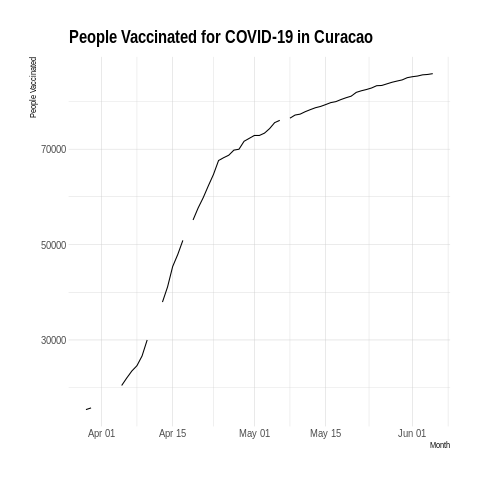 People Vaccinated for COVID-19 in Curacao
People Vaccinated
70000
50000
30000
Apr 01
Apr 15
May 01
May 15
Jun 01
Month